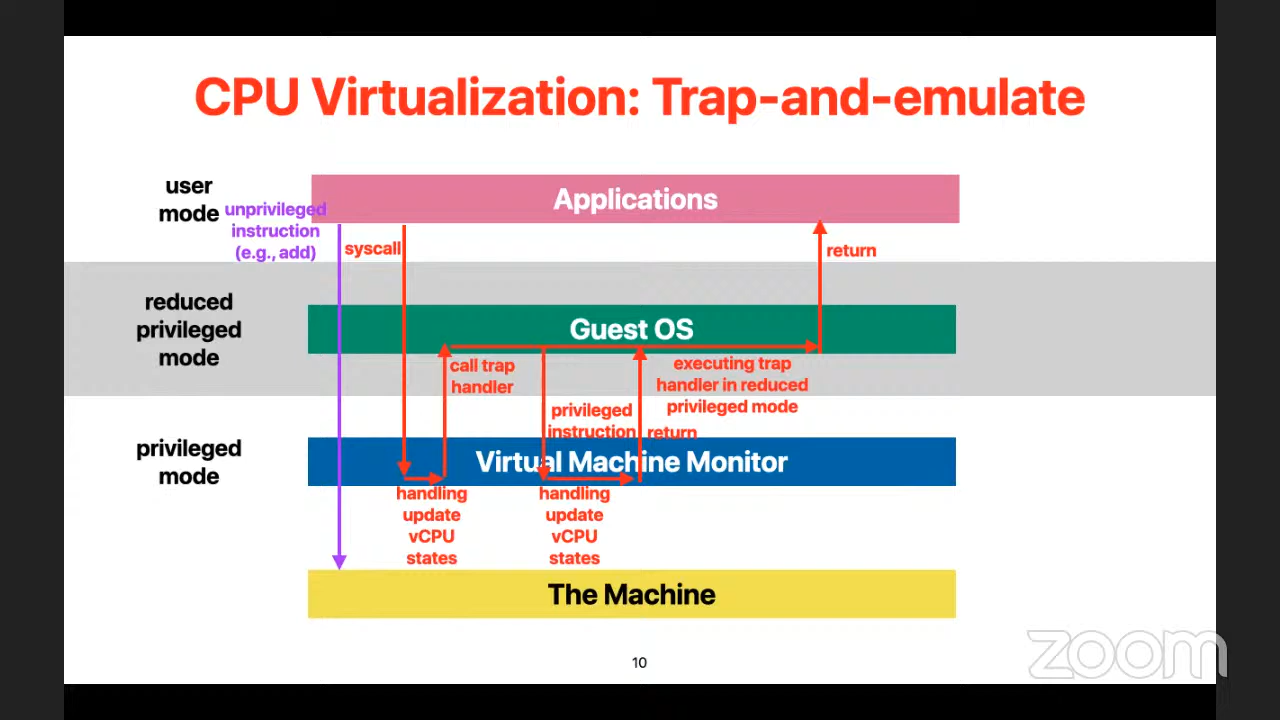 CPU Virtualization: Trap-and-emulate
user
mode
Applications
unprivileged
instruction
(e.g., add)
syscall
return
reduced
privileged
mode
Guest OS
call trap
handler
executing trap
handler in reduced
privileged mode
privileged
instruction
return
privileged
mode
Virtual Machine Monitor
handling
update
vCPU
states
handling
update
vCPU
states
The Machine
10
zoom